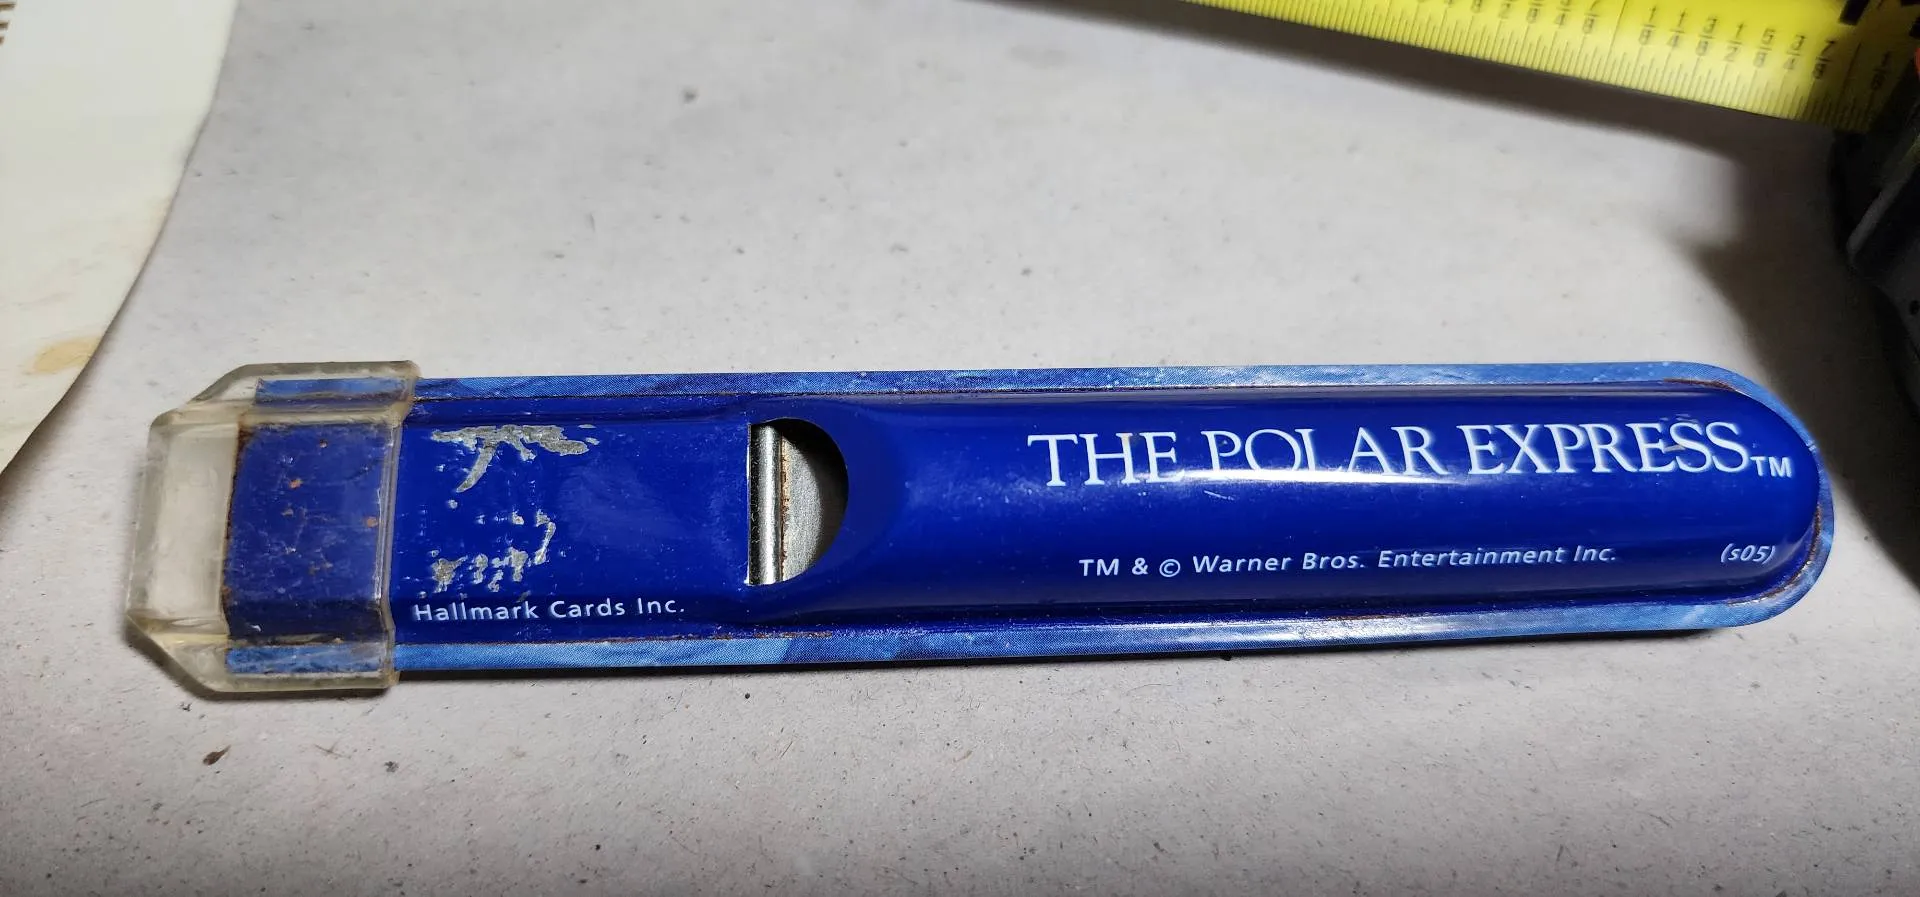 THE POLAR EXPRESS™
TM & © Warner Bros. Entertainment Inc.
(s05)
Hallmark Cards Inc.